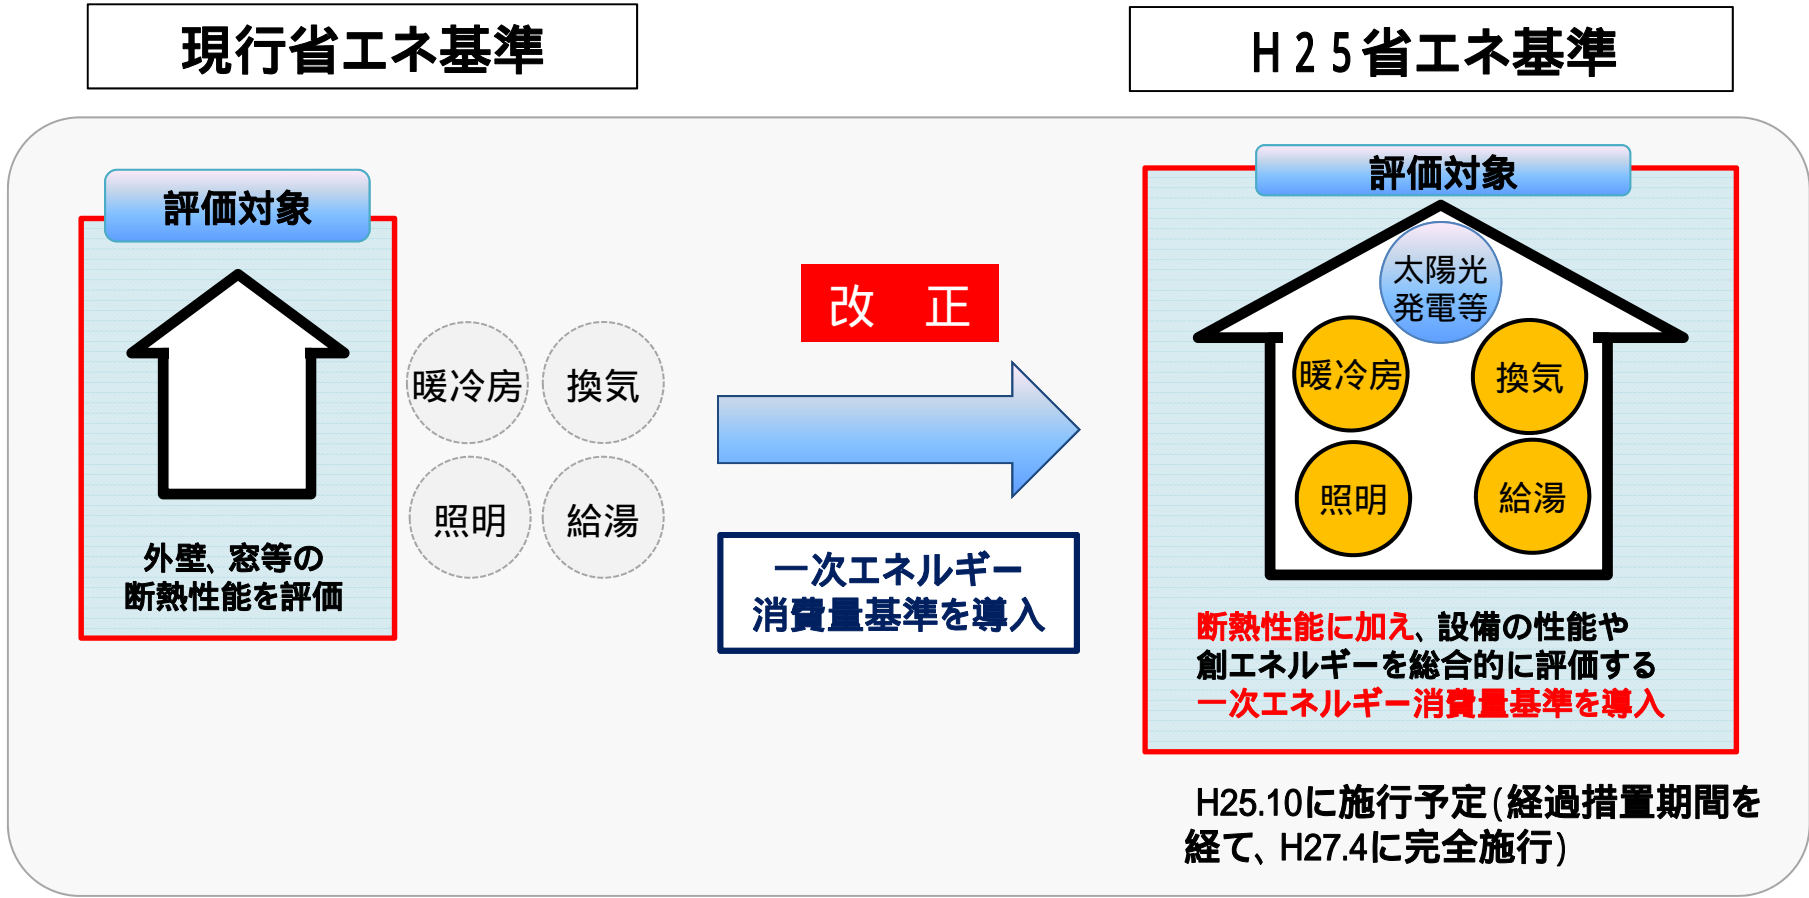 現行省エネ基準
H25省エネ基準
評価対象
外壁、窓等の
断熱性能を評価
暖冷房
換気
照明
給湯
改 正
一次エネルギー
消費量基準を導入
評価対象
太陽光
発電等
暖冷房
換気
照明
給湯
断熱性能に加え、設備の性能や
創エネルギーを総合的に評価する
一次エネルギー消費量基準を導入
H25.10に施行予定(経過措置期間を
経て、H27.4に完全施行)